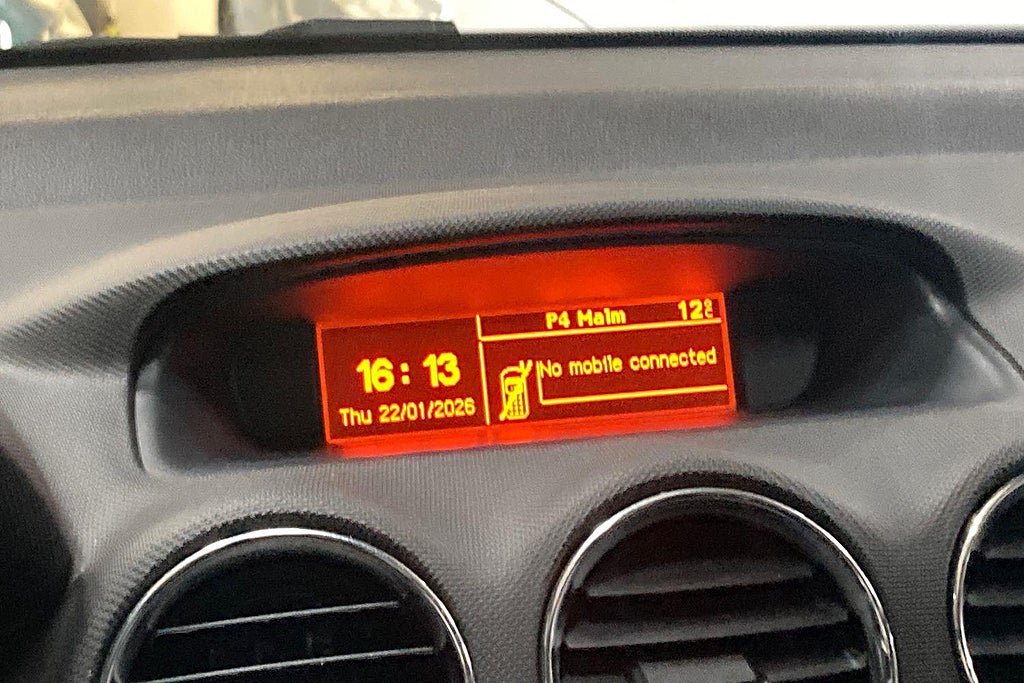 16:13
Thu 22/01/2026
P4 Malm 12°C
No mobile connected